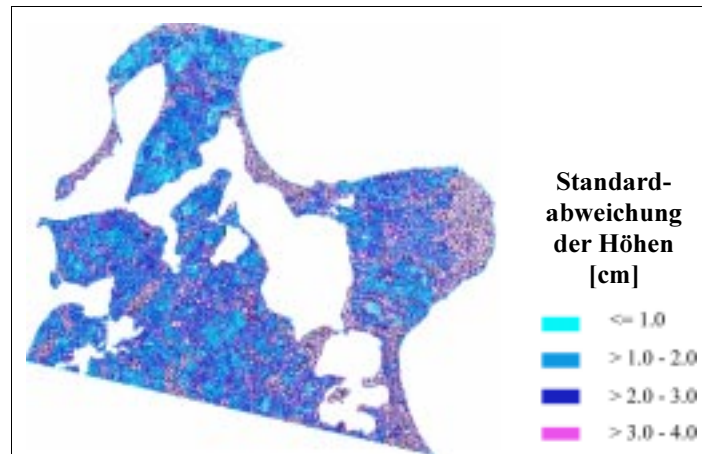 Standard-
abweichung
der Höhen
[cm]
<= 1.0
> 1.0 - 2.0
> 2.0 - 3.0
> 3.0 - 4.0